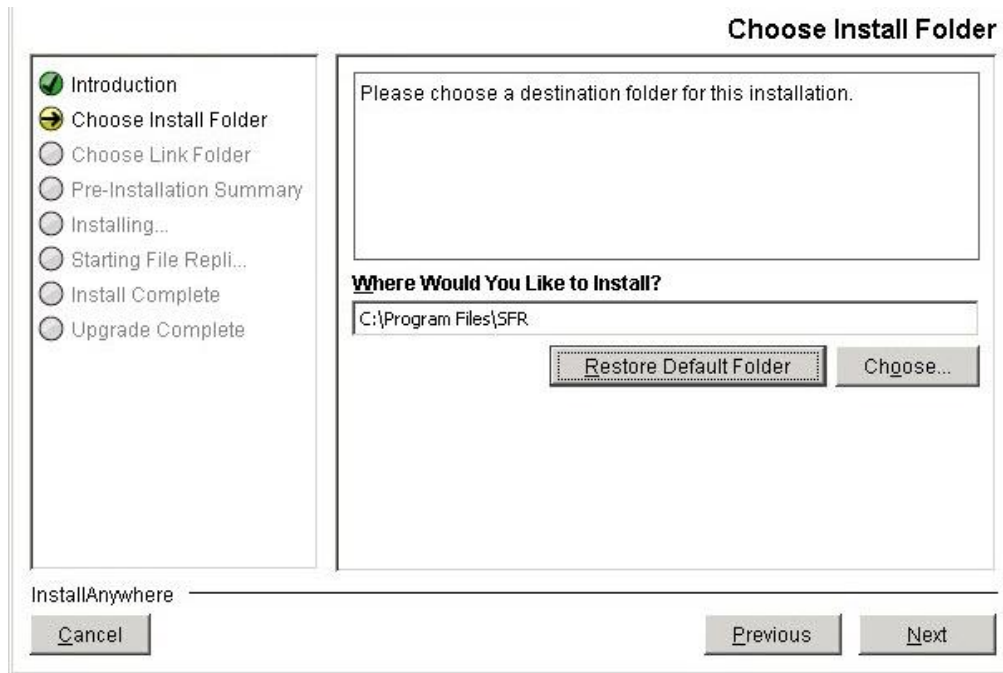 Choose Install Folder
Introduction
Choose Install Folder
Choose Link Folder
Pre-Installation Summary
Installing...
Starting File Repli...
Install Complete
Upgrade Complete
Please choose a destination folder for this installation.
Where Would You Like to Install?
C:\Program Files\SFR
Restore Default Folder
Choose...
InstallAnywhere
Cancel
Previous
Next